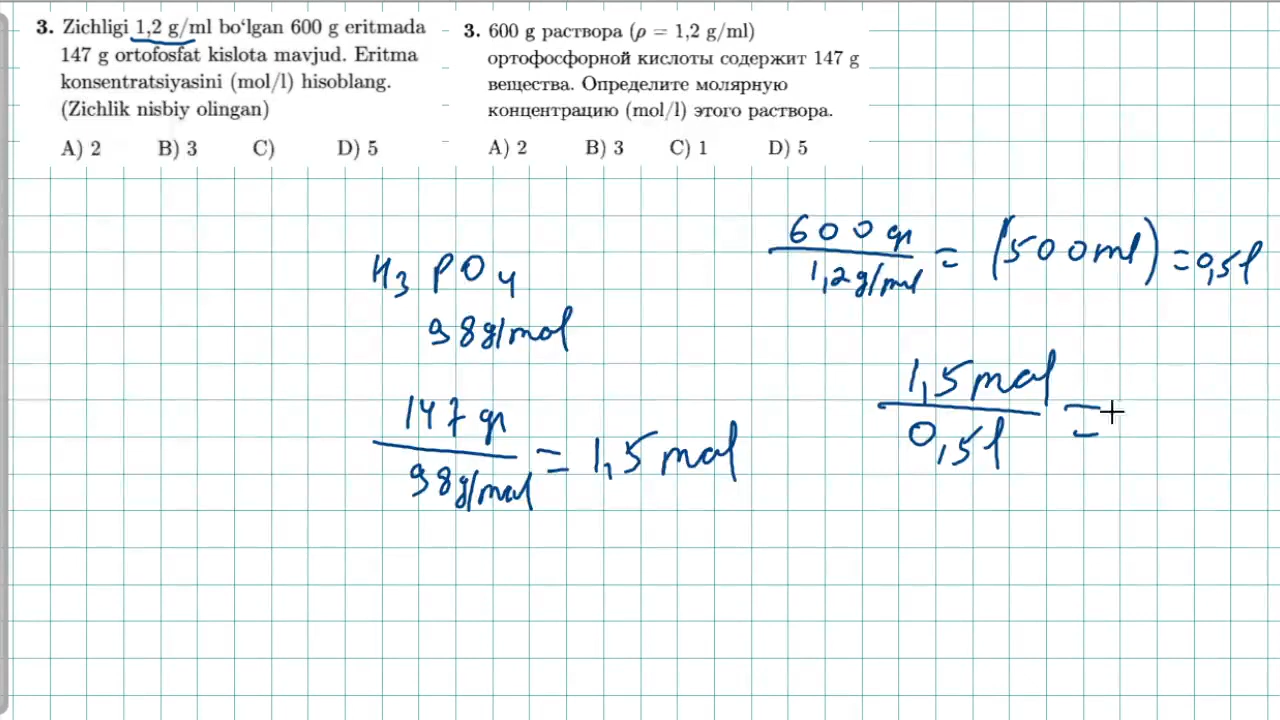 3. Zichligi 1,2 g/ml bo‘lgan 600 g eritmada
147 g ortofosfat kislota mavjud. Eritma
konsentratsiyasini (mol/l) hisoblang.
(Zichlik nisbiy olingan)
A) 2 B) 3 C) D) 5
3. 600 g раствора (ρ = 1,2 g/ml)
ортофосфорной кислоты содержит 147 g
вещества. Определите молярную
концентрацию (mol/l) этого раствора.
A) 2 B) 3 C) 1 D) 5
H₃PO₄
98g/mol
147 gr
98g/mol = 1,5 mol
600 gr
1,2g/ml = (500ml) = 0,5l
1,5 mol
0,5l =